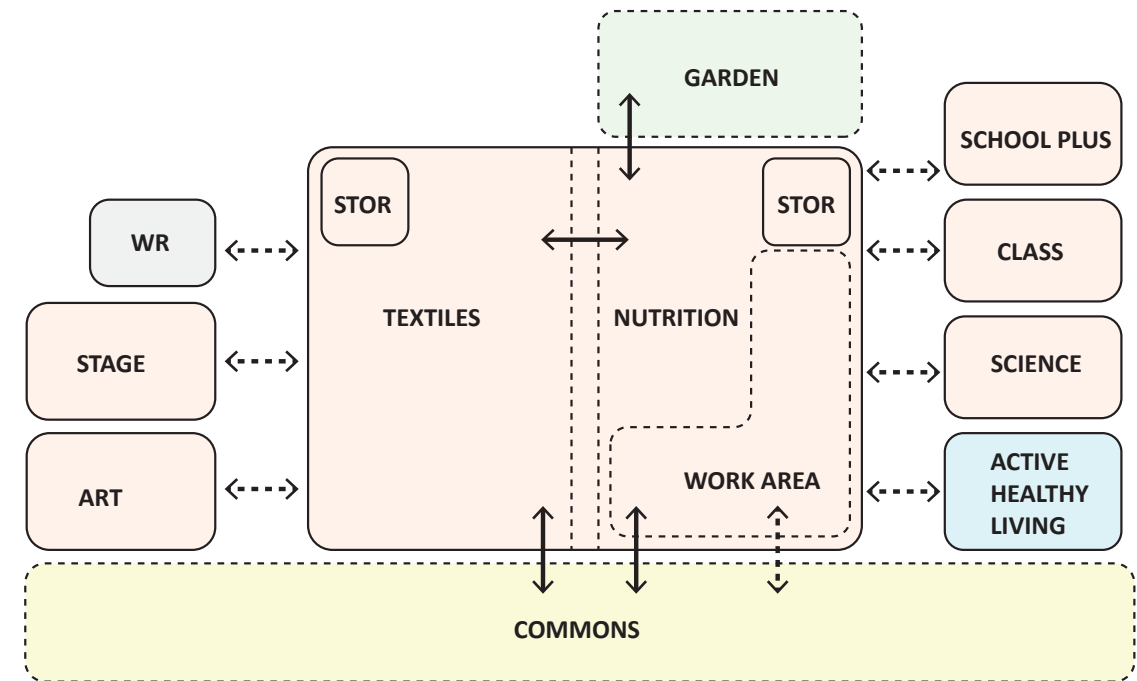 GARDEN
SCHOOL PLUS
STOR
STOR
WR
CLASS
TEXTILES
NUTRITION
STAGE
SCIENCE
ACTIVE
HEALTHY
LIVING
WORK AREA
ART
COMMONS